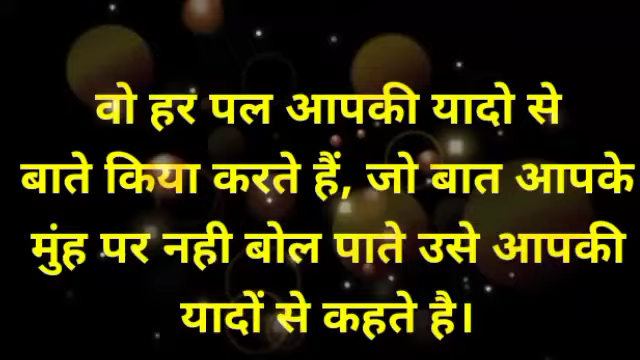 वो हर पल आपकी यादो से
बाते किया करते हैं, जो बात आपके
मुंह पर नही बोल पाते उसे आपकी
यादों से कहते है।